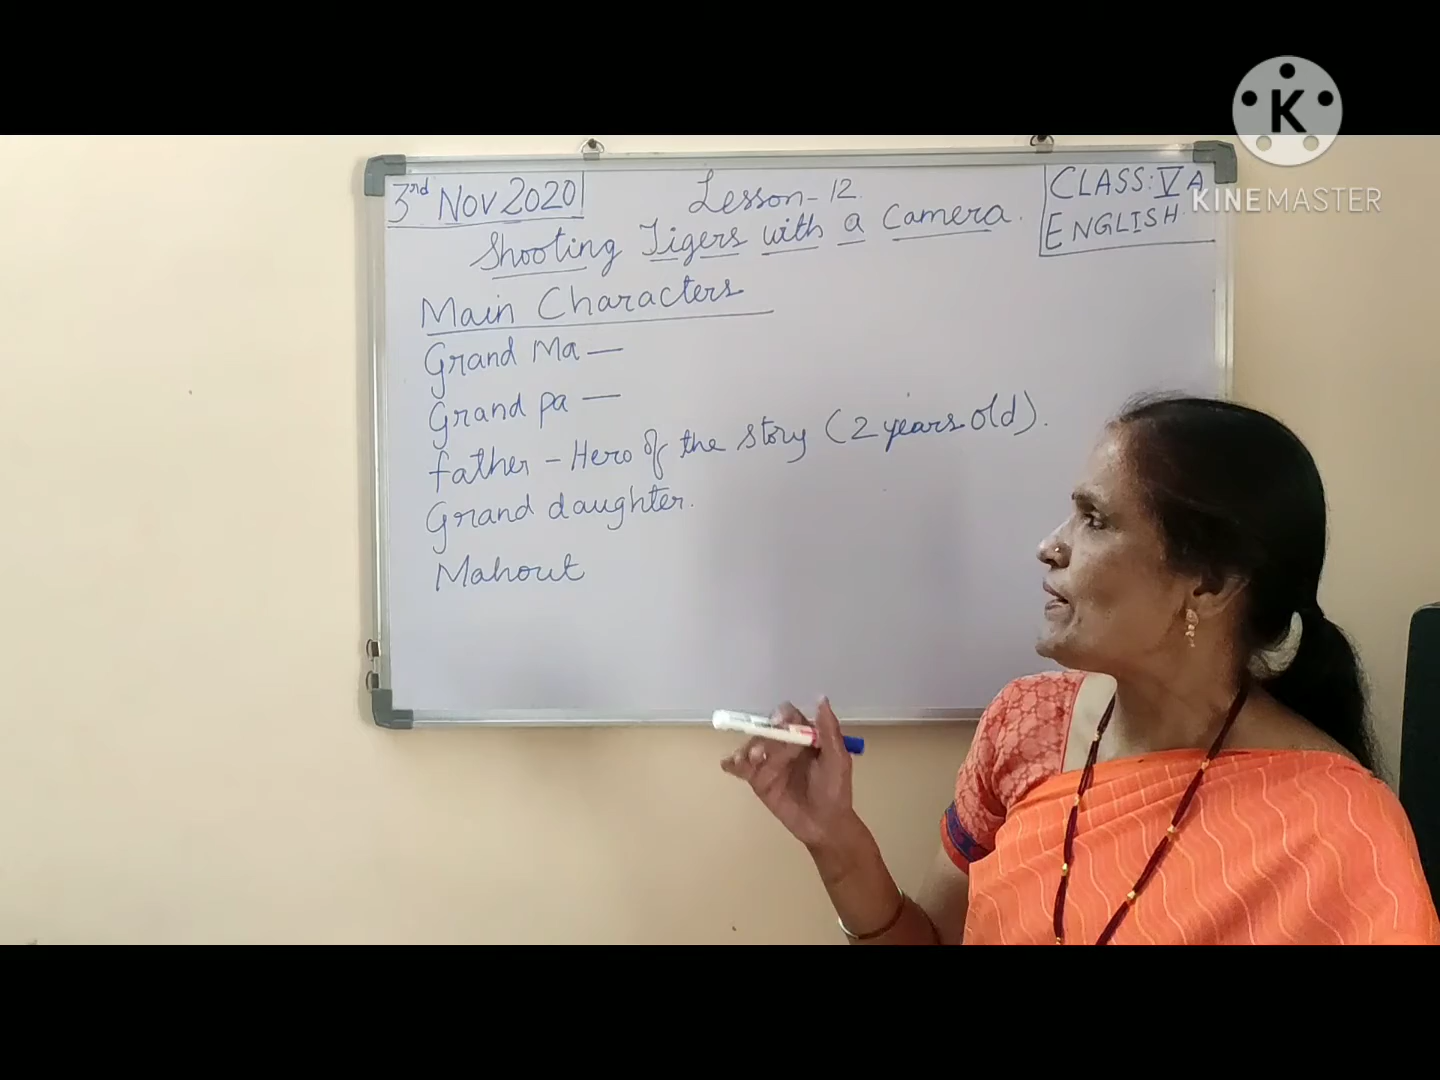 3rd NOV 2020
Lesson-12.
CLASS: V A
ENGLISH.
Shooting Tigers with a Camera.
Main Characters
Grand Ma —
Grand pa —
father - Hero of the story (2 years old).
Grand daughter.
Mahout
K
KINEMASTER